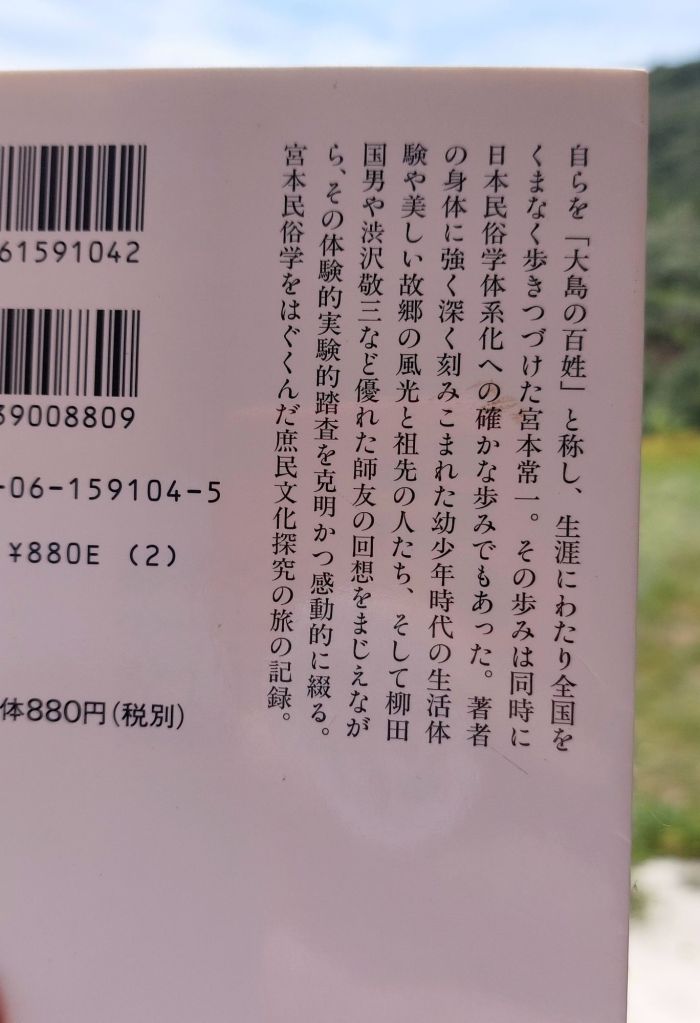 自らを「大島の百姓」と称し、生涯にわたり全国を
くまなく歩きつづけた宮本常一。その歩みは同時に
日本民俗学体系化への確かな歩みでもあった。著者
の身体に強く深く刻みこまれた幼少年時代の生活体
験や美しい故郷の風光と祖先の人たち、そして柳田
国男や渋沢敬三など優れた師友の回想をまじえなが
ら、その体験的実験的踏査を克明かつ感動的に綴る。
宮本民俗学をはぐくんだ庶民文化探究の旅の記録。
61591042
39008809
-06-159104-5
¥880E (2)
体880円(税別)